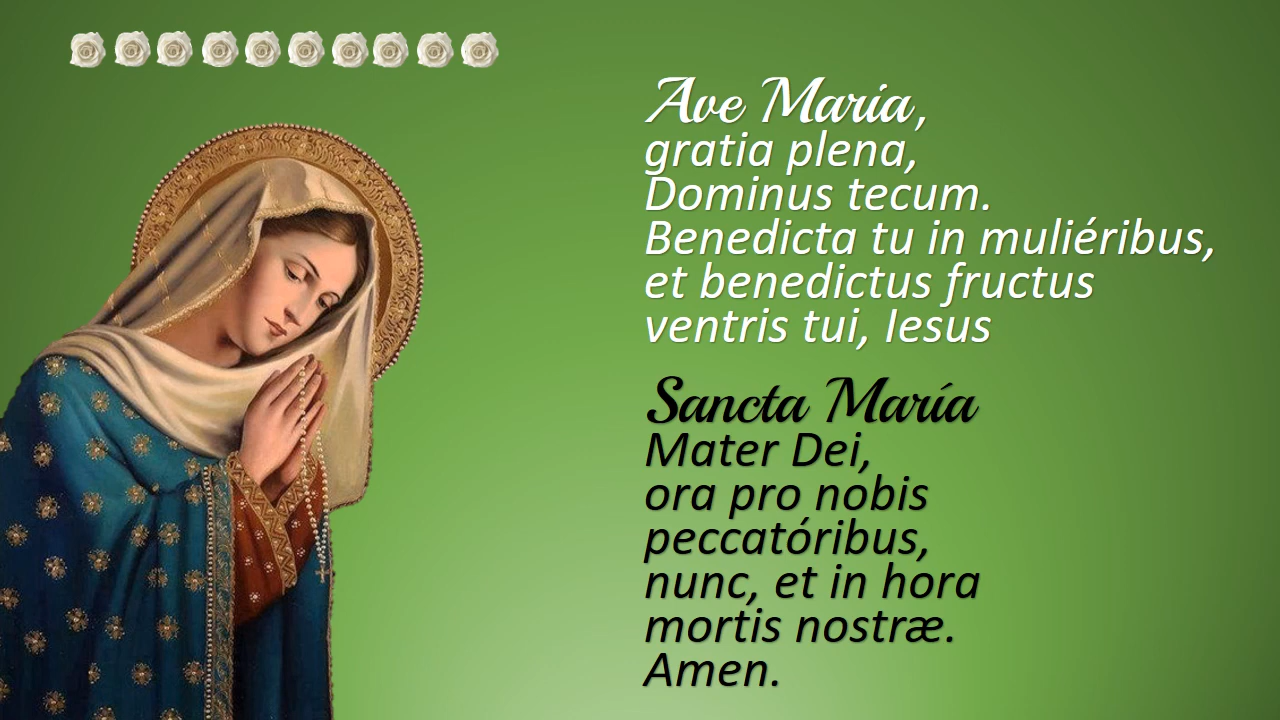 Ave Maria,
gratia plena,
Dominus tecum.
Benedicta tu in muliéribus,
et benedictus fructus
ventris tui, Iesus
Sancta María
Mater Dei,
ora pro nobis
peccatóribus,
nunc, et in hora
mortis nostræ.
Amen.